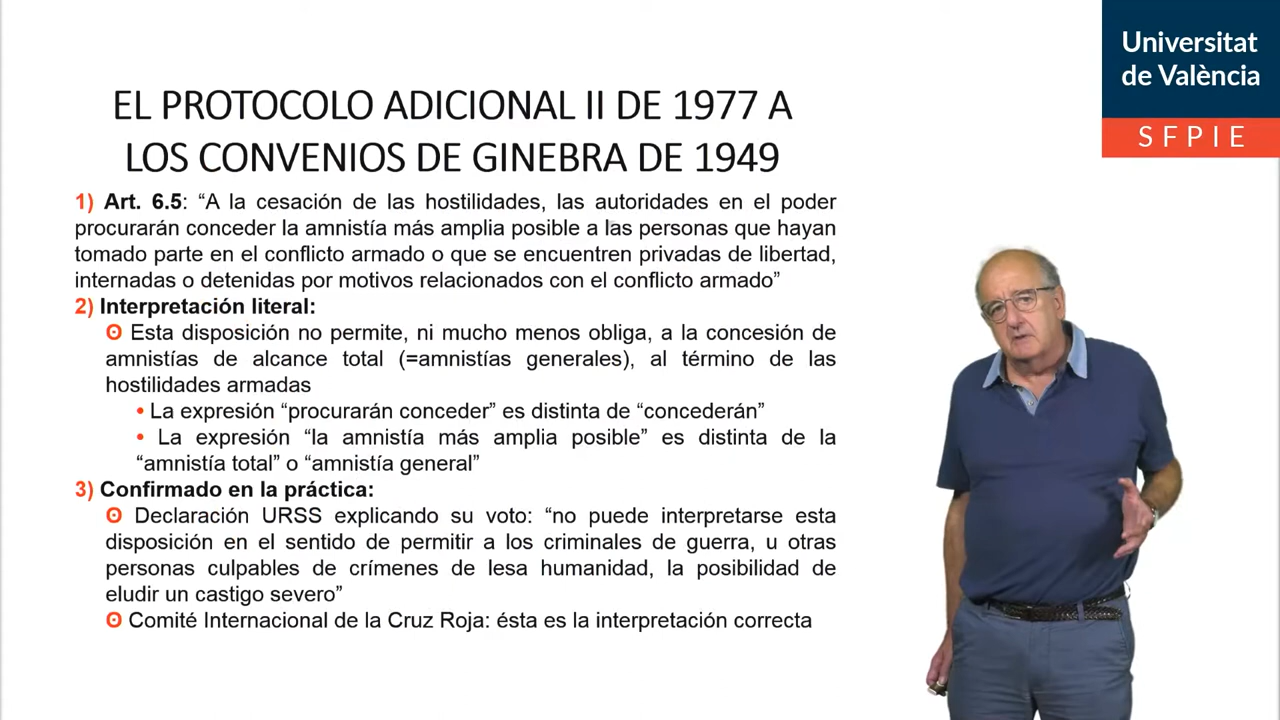 Universitat
de València
SFPIE
EL PROTOCOLO ADICIONAL II DE 1977 A
LOS CONVENIOS DE GINEBRA DE 1949
1) Art. 6.5: “A la cesación de las hostilidades, las autoridades en el poder
procurarán conceder la amnistía más amplia posible a las personas que hayan
tomado parte en el conflicto armado o que se encuentren privadas de libertad,
internadas o detenidas por motivos relacionados con el conflicto armado”
2) Interpretación literal:
ʘ Esta disposición no permite, ni mucho menos obliga, a la concesión de
amnistías de alcance total (=amnistías generales), al término de las
hostilidades armadas
• La expresión “procurarán conceder” es distinta de “concederán”
• La expresión “la amnistía más amplia posible” es distinta de la
“amnistía total” o “amnistía general”
3) Confirmado en la práctica:
ʘ Declaración URSS explicando su voto: “no puede interpretarse esta
disposición en el sentido de permitir a los criminales de guerra, u otras
personas culpables de crímenes de lesa humanidad, la posibilidad de
eludir un castigo severo”
ʘ Comité Internacional de la Cruz Roja: ésta es la interpretación correcta